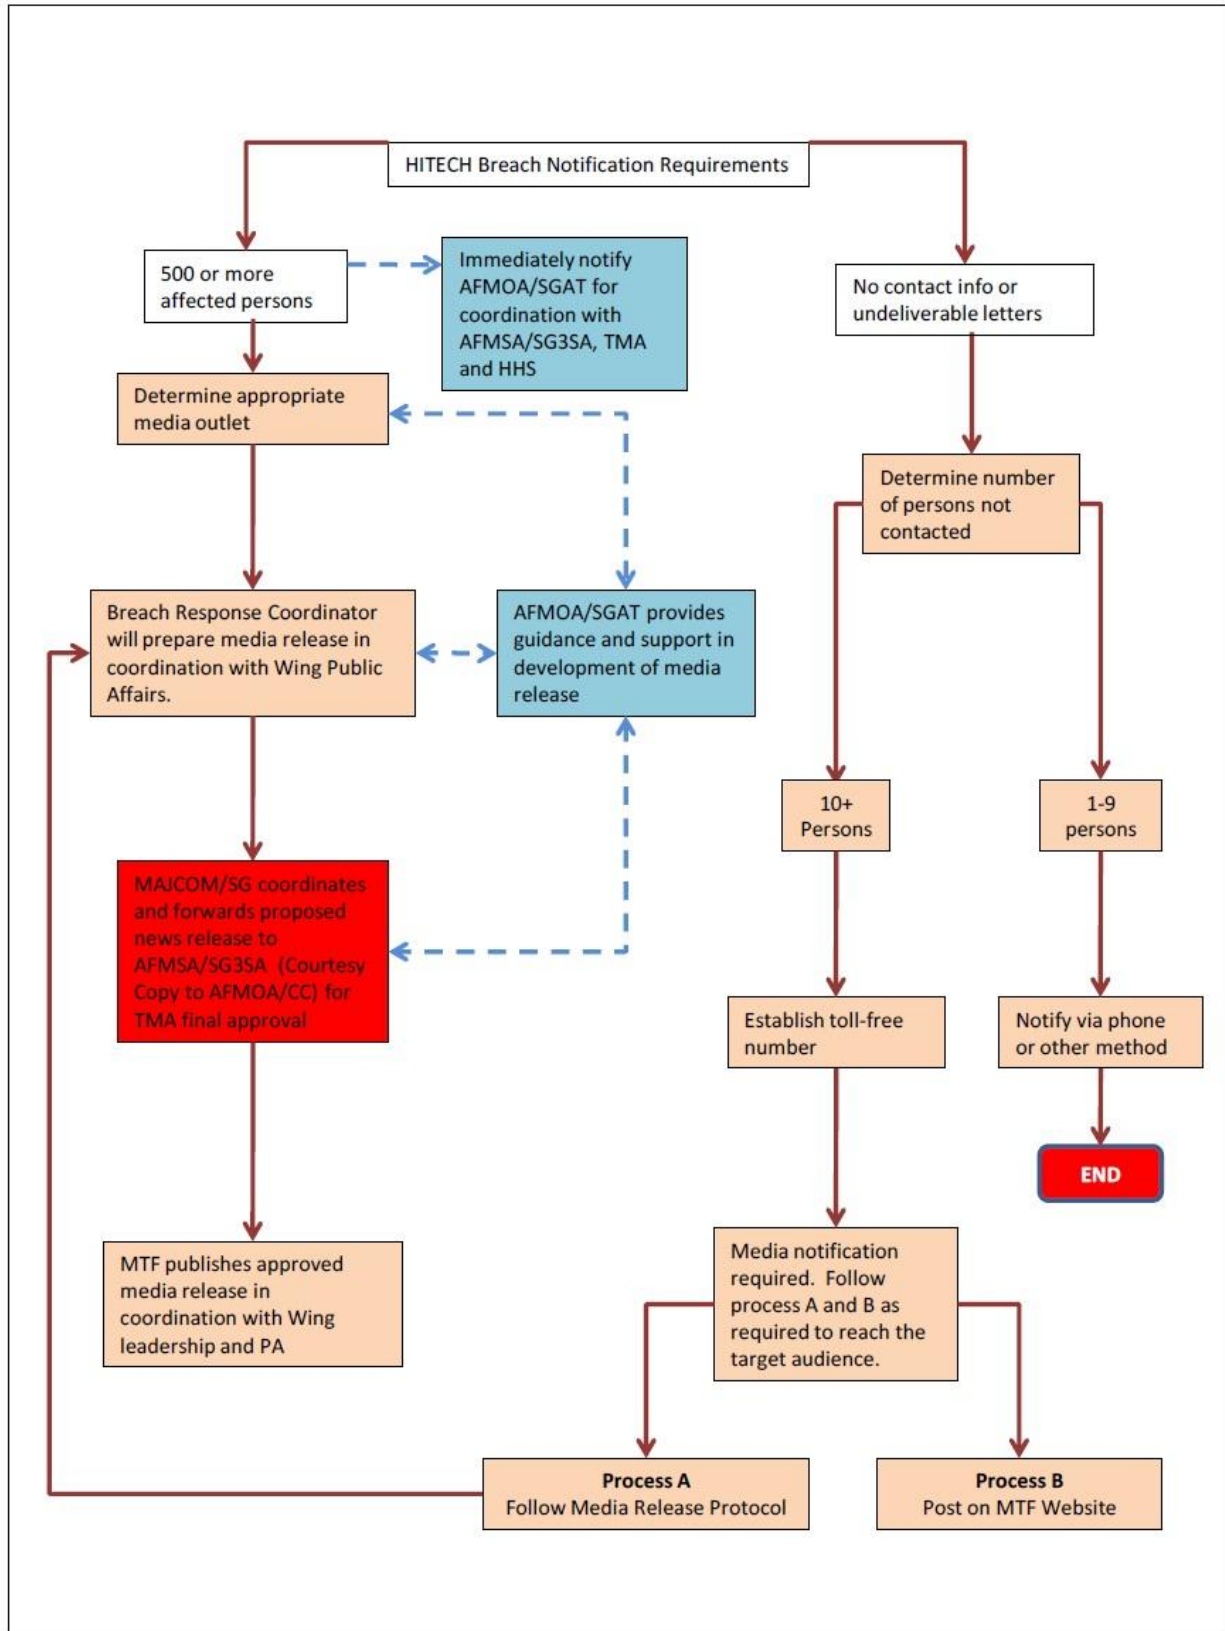 HITECH Breach Notification Requirements
500 or more
affected persons
Immediately notify
AFMOA/SGAT for
coordination with
AFMSA/SG3SA, TMA
and HHS
No contact info or
undeliverable letters
Determine appropriate
media outlet
Determine number
of persons not
contacted
Breach Response Coordinator
will prepare media release in
coordination with Wing Public
Affairs.
AFMOA/SGAT provides
guidance and support in
development of media
release
10+
Persons
1-9
persons
MAJCOM/SG coordinates
and forwards proposed
news release to
AFMSA/SG3SA (Courtesy
Copy to AFMOA/CC) for
TMA final approval
Establish toll-free
number
Notify via phone
or other method
END
MTF publishes approved
media release in
coordination with Wing
leadership and PA
Media notification
required. Follow
process A and B as
required to reach the
target audience.
Process A
Follow Media Release Protocol
Process B
Post on MTF Website